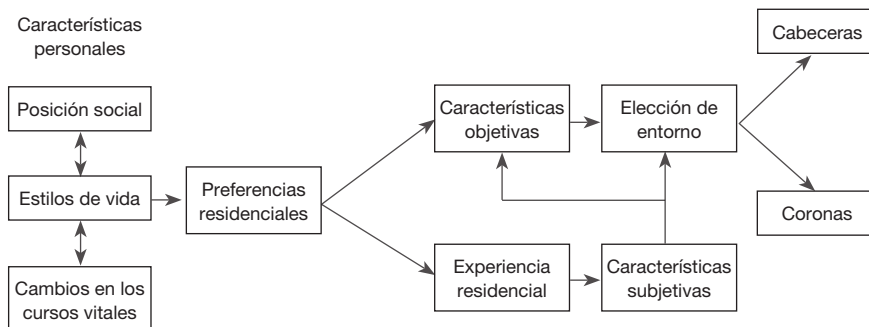 Características
personales
Posición social
Estilos de vida
Cambios en los
cursos vitales
Preferencias
residenciales
Características
objetivas
Experiencia
residencial
Elección de
entorno
Características
subjetivas
Cabeceras
Coronas